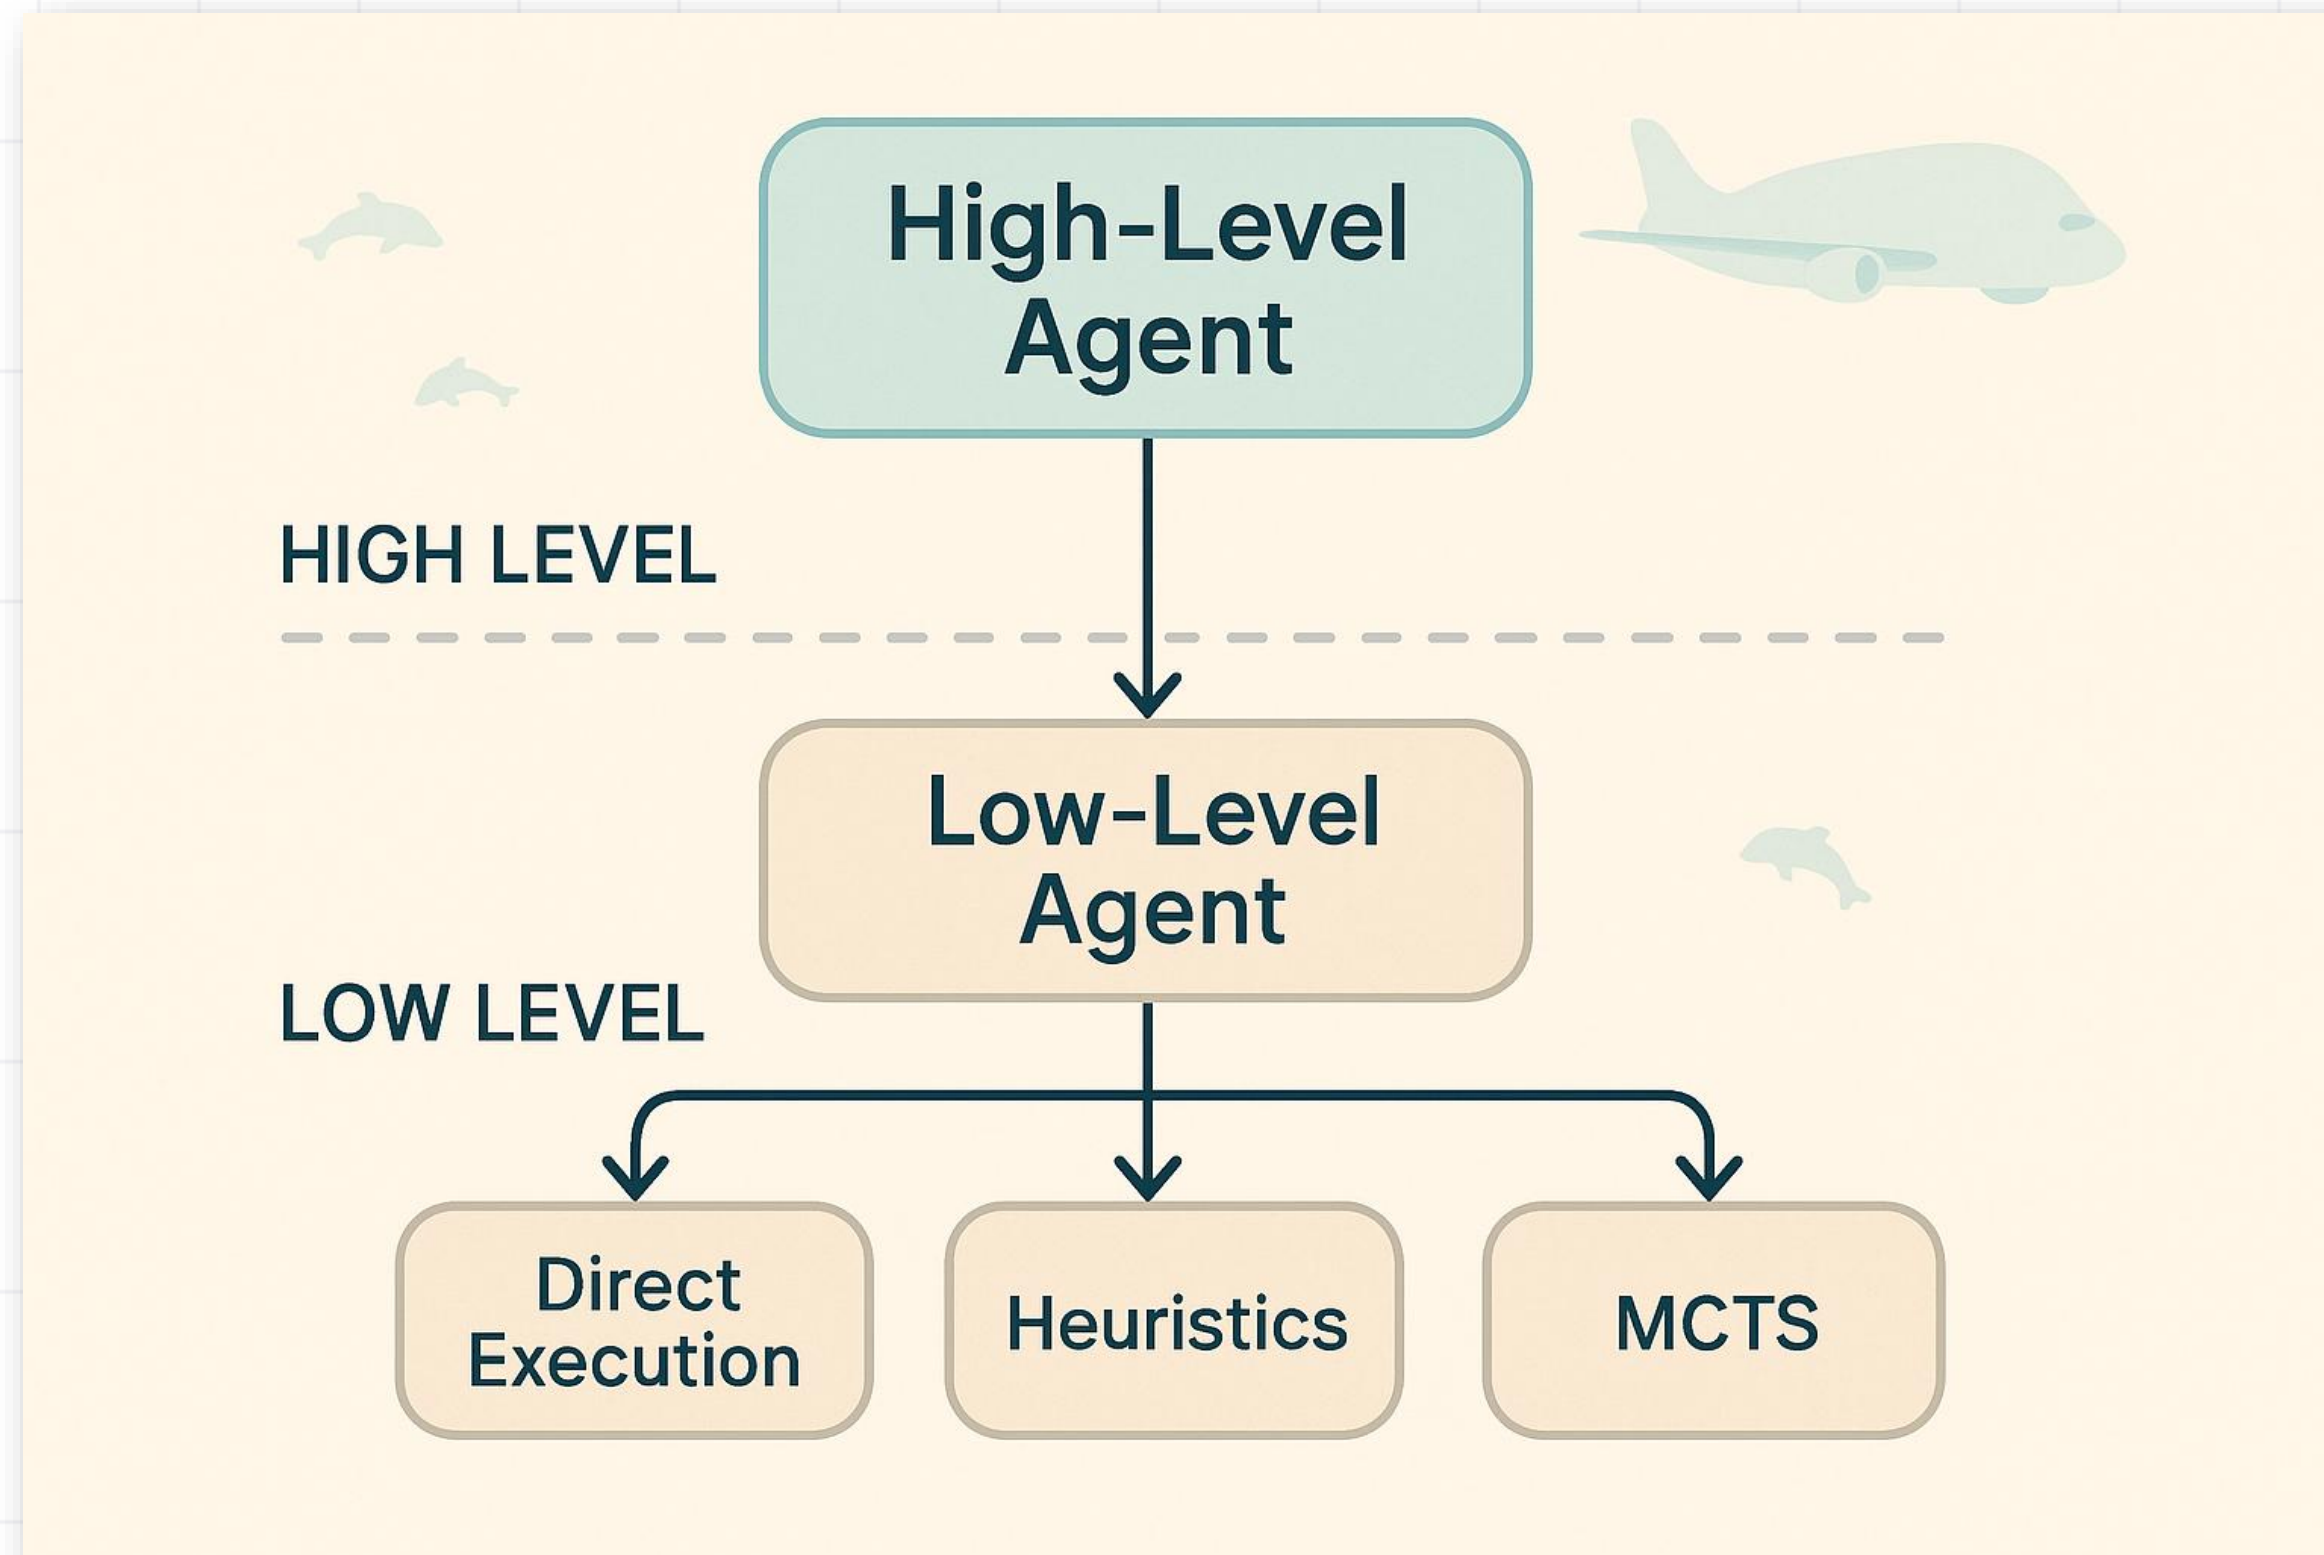 High-Level
Agent
HIGH LEVEL
Low-Level
Agent
LOW LEVEL
Direct
Execution
Heuristics
MCTS